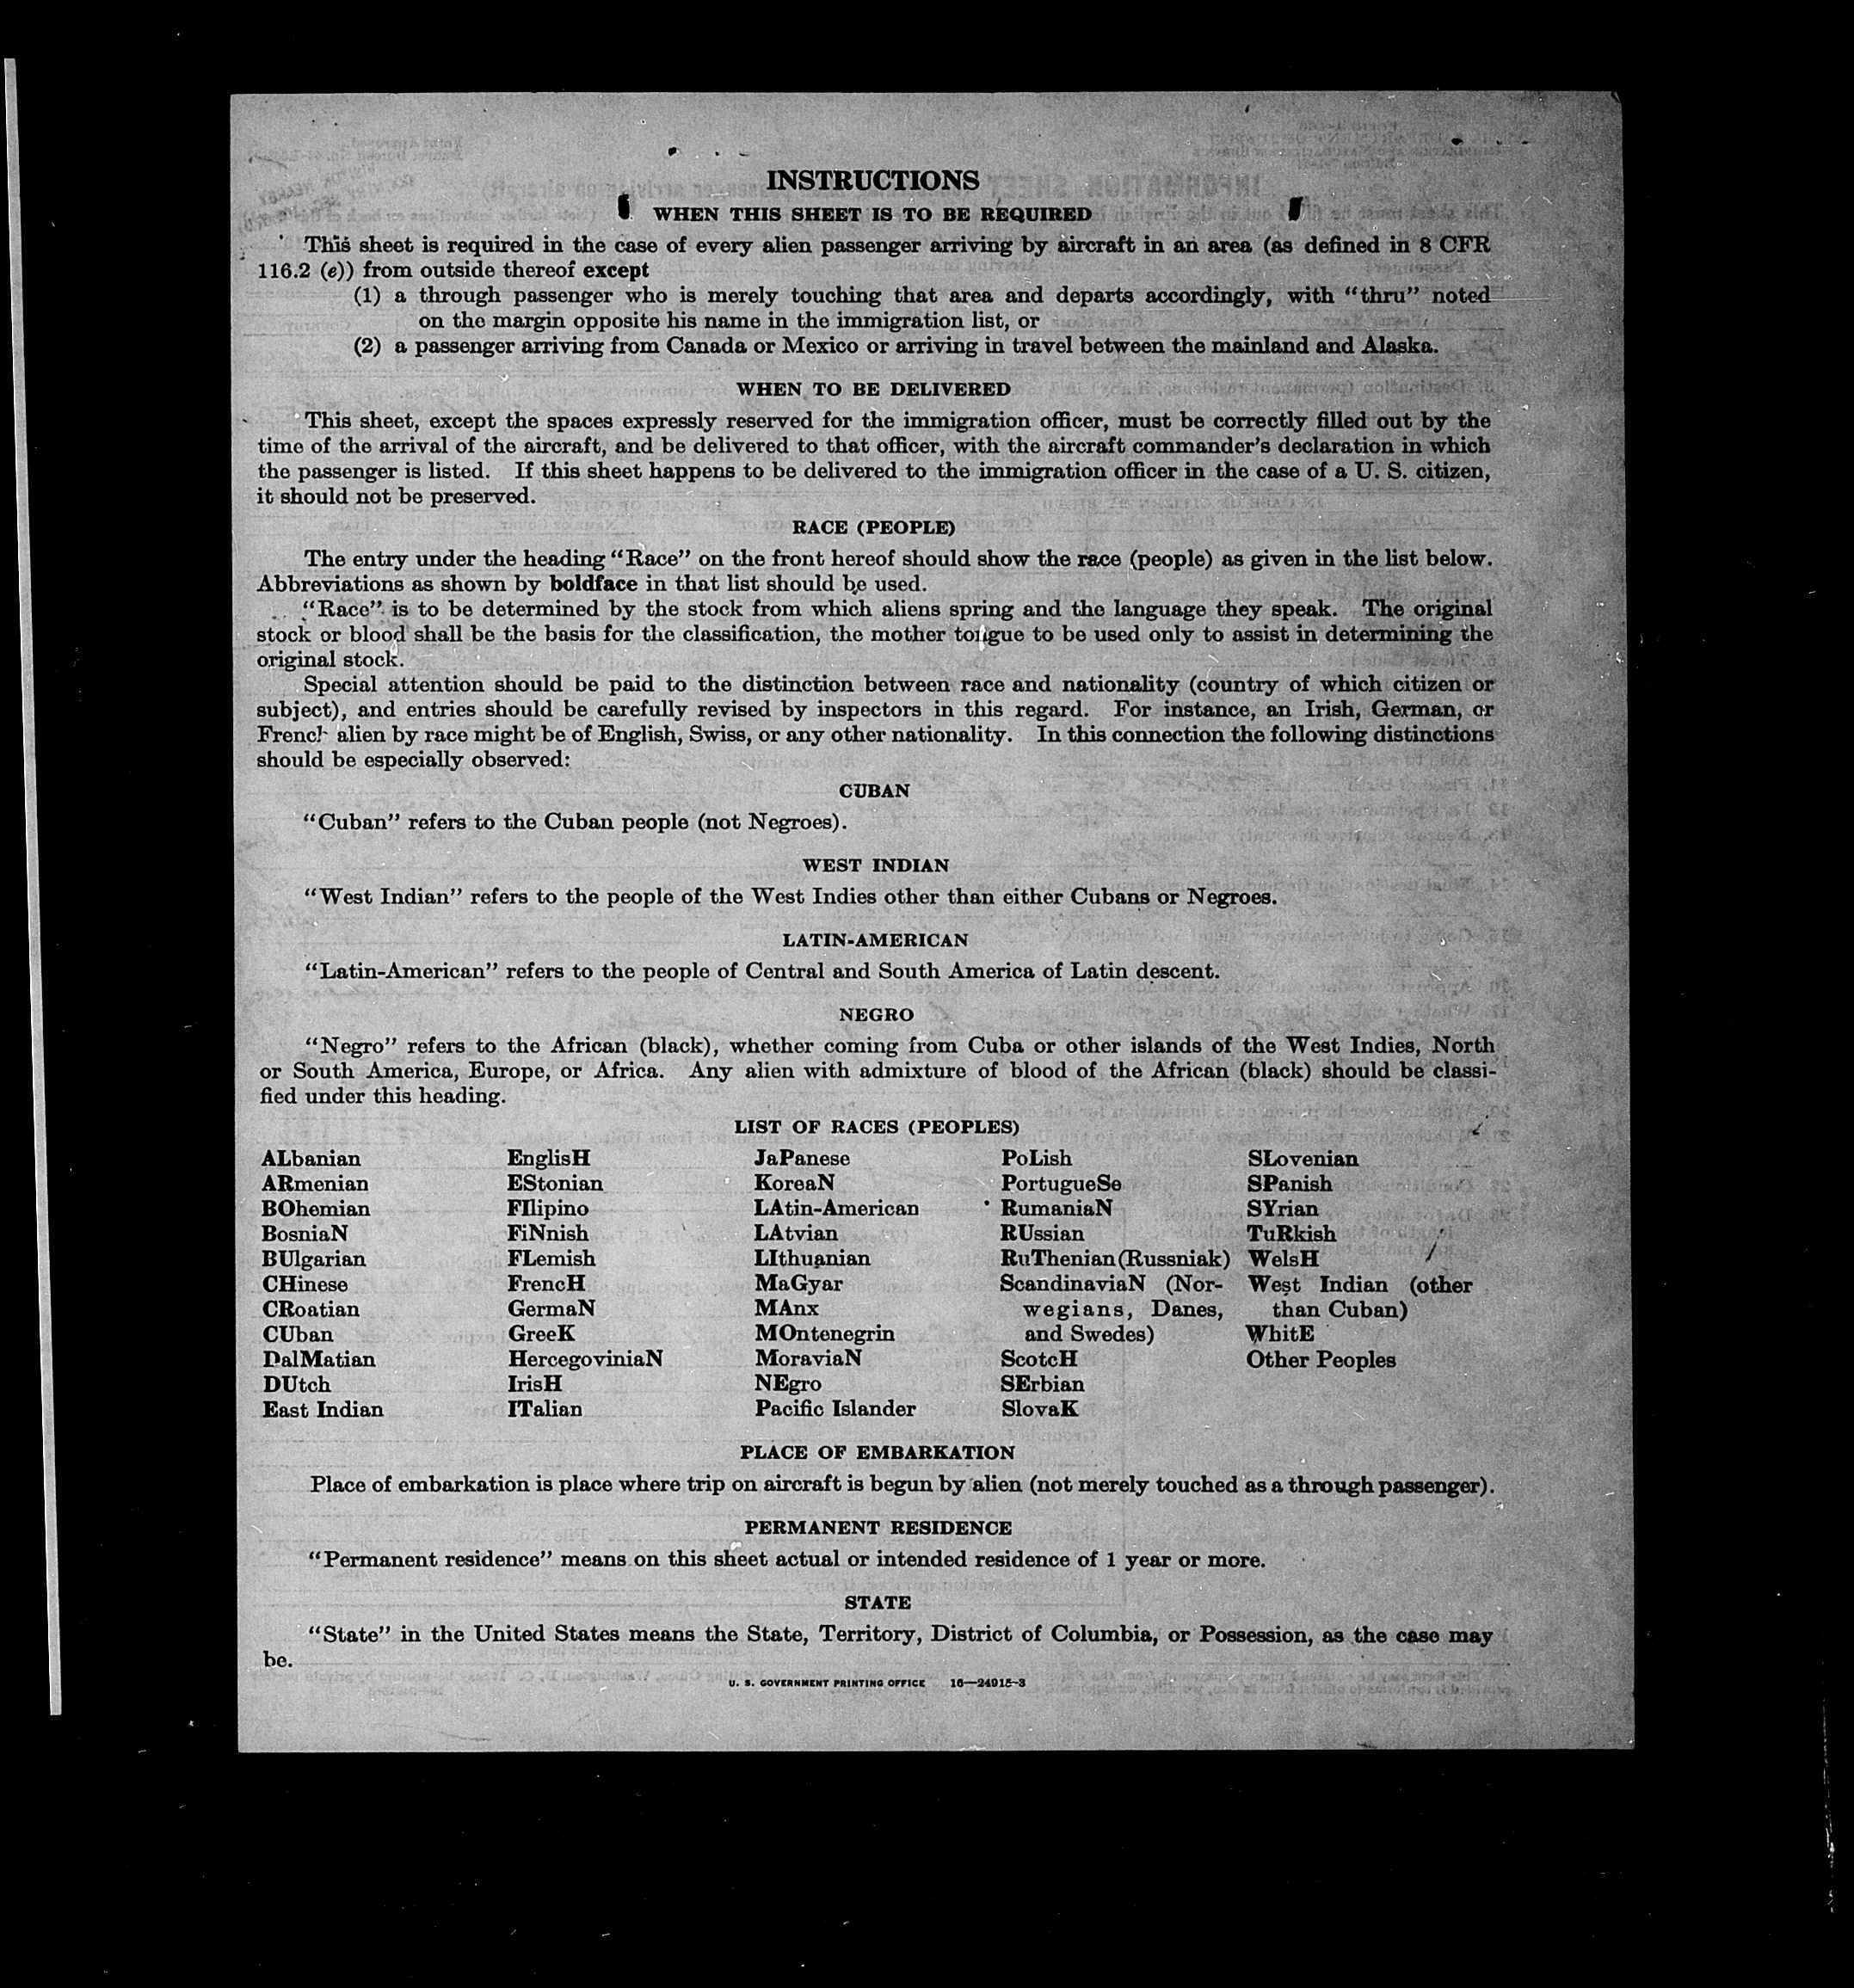 INSTRUCTIONS
WHEN THIS SHEET IS TO BE REQUIRED
This sheet is required in the case of every alien passenger arriving by aircraft in an area (as defined in 8 CFR
116.2 (e)) from outside thereof except
(1) a through passenger who is merely touching that area and departs accordingly, with “thru” noted
on the margin opposite his name in the immigration list, or
(2) a passenger arriving from Canada or Mexico or arriving in travel between the mainland and Alaska.
WHEN TO BE DELIVERED
This sheet, except the spaces expressly reserved for the immigration officer, must be correctly filled out by the
time of the arrival of the aircraft, and be delivered to that officer, with the aircraft commander’s declaration in which
the passenger is listed. If this sheet happens to be delivered to the immigration officer in the case of a U. S. citizen,
it should not be preserved.
RACE (PEOPLE)
The entry under the heading “Race” on the front hereof should show the race (people) as given in the list below.
Abbreviations as shown by boldface in that list should be used.
“Race” is to be determined by the stock from which aliens spring and the language they speak. The original
stock or blood shall be the basis for the classification, the mother tongue to be used only to assist in determining the
original stock.
Special attention should be paid to the distinction between race and nationality (country of which citizen or
subject), and entries should be carefully revised by inspectors in this regard. For instance, an Irish, German, or
French alien by race might be of English, Swiss, or any other nationality. In this connection the following distinctions
should be especially observed:
CUBAN
“Cuban” refers to the Cuban people (not Negroes).
WEST INDIAN
“West Indian” refers to the people of the West Indies other than either Cubans or Negroes.
LATIN-AMERICAN
“Latin-American” refers to the people of Central and South America of Latin descent.
NEGRO
“Negro” refers to the African (black), whether coming from Cuba or other islands of the West Indies, North
or South America, Europe, or Africa. Any alien with admixture of blood of the African (black) should be classi-
fied under this heading.
LIST OF RACES (PEOPLES)
ALbanian
ARmenian
BOhemian
BosniaN
BUlgarian
CHinese
CRoatian
CUban
DalMatian
DUtch
East Indian
EnglisH
EStonian
FIlipino
FiNnish
FLemish
FrencH
GermaN
GreeK
HercegoviniaN
IrisH
ITalian
JaPanese
KoreaN
LAtin-American
LAtvian
LIthuanian
MaGyar
MAnx
MOntenegrin
MoraviaN
NEgro
Pacific Islander
PoLish
PortugueSe
RumaniaN
RUssian
RuThenian (Russniak)
ScandinaviaN (Nor-
wegians, Danes,
and Swedes)
ScotcH
SErbian
SlovaK
SLovenian
SPanish
SYrian
TuRkish
WelsH
West Indian (other
than Cuban)
WhitE
Other Peoples
PLACE OF EMBARKATION
Place of embarkation is place where trip on aircraft is begun by alien (not merely touched as a through passenger).
PERMANENT RESIDENCE
“Permanent residence” means on this sheet actual or intended residence of 1 year or more.
STATE
“State” in the United States means the State, Territory, District of Columbia, or Possession, as the case may
be.
U. S. GOVERNMENT PRINTING OFFICE 16—24915-3